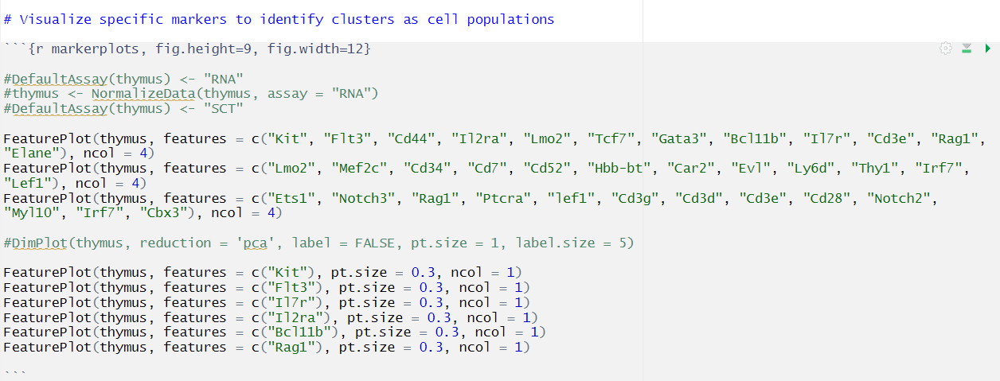 # Visualize specific markers to identify clusters as cell populations
```{r markerplots, fig.height=9, fig.width=12}
#DefaultAssay(thymus) <- "RNA"
#thymus <- NormalizeData(thymus, assay = "RNA")
#DefaultAssay(thymus) <- "SCT"
FeaturePlot(thymus, features = c("Kit", "Flt3", "Cd44", "Il2ra", "Lmo2", "Tcf7", "Gata3", "Bcl11b", "Il7r", "Cd3e", "Rag1",
"Elane"), ncol = 4)
FeaturePlot(thymus, features = c("Lmo2", "Mef2c", "Cd34", "Cd7", "Cd52", "Hbb-bt", "Car2", "Evl", "Ly6d", "Thy1", "Irf7",
"Lef1"), ncol = 4)
FeaturePlot(thymus, features = c("Ets1", "Notch3", "Rag1", "Ptcra", "lef1", "Cd3g", "Cd3d", "Cd3e", "Cd28", "Notch2",
"Myl10", "Irf7", "Cbx3"), ncol = 4)
#DimPlot(thymus, reduction = 'pca', label = FALSE, pt.size = 1, label.size = 5)
FeaturePlot(thymus, features = c("Kit"), pt.size = 0.3, ncol = 1)
FeaturePlot(thymus, features = c("Flt3"), pt.size = 0.3, ncol = 1)
FeaturePlot(thymus, features = c("Il7r"), pt.size = 0.3, ncol = 1)
FeaturePlot(thymus, features = c("Il2ra"), pt.size = 0.3, ncol = 1)
FeaturePlot(thymus, features = c("Bcl11b"), pt.size = 0.3, ncol = 1)
FeaturePlot(thymus, features = c("Rag1"), pt.size = 0.3, ncol = 1)
```